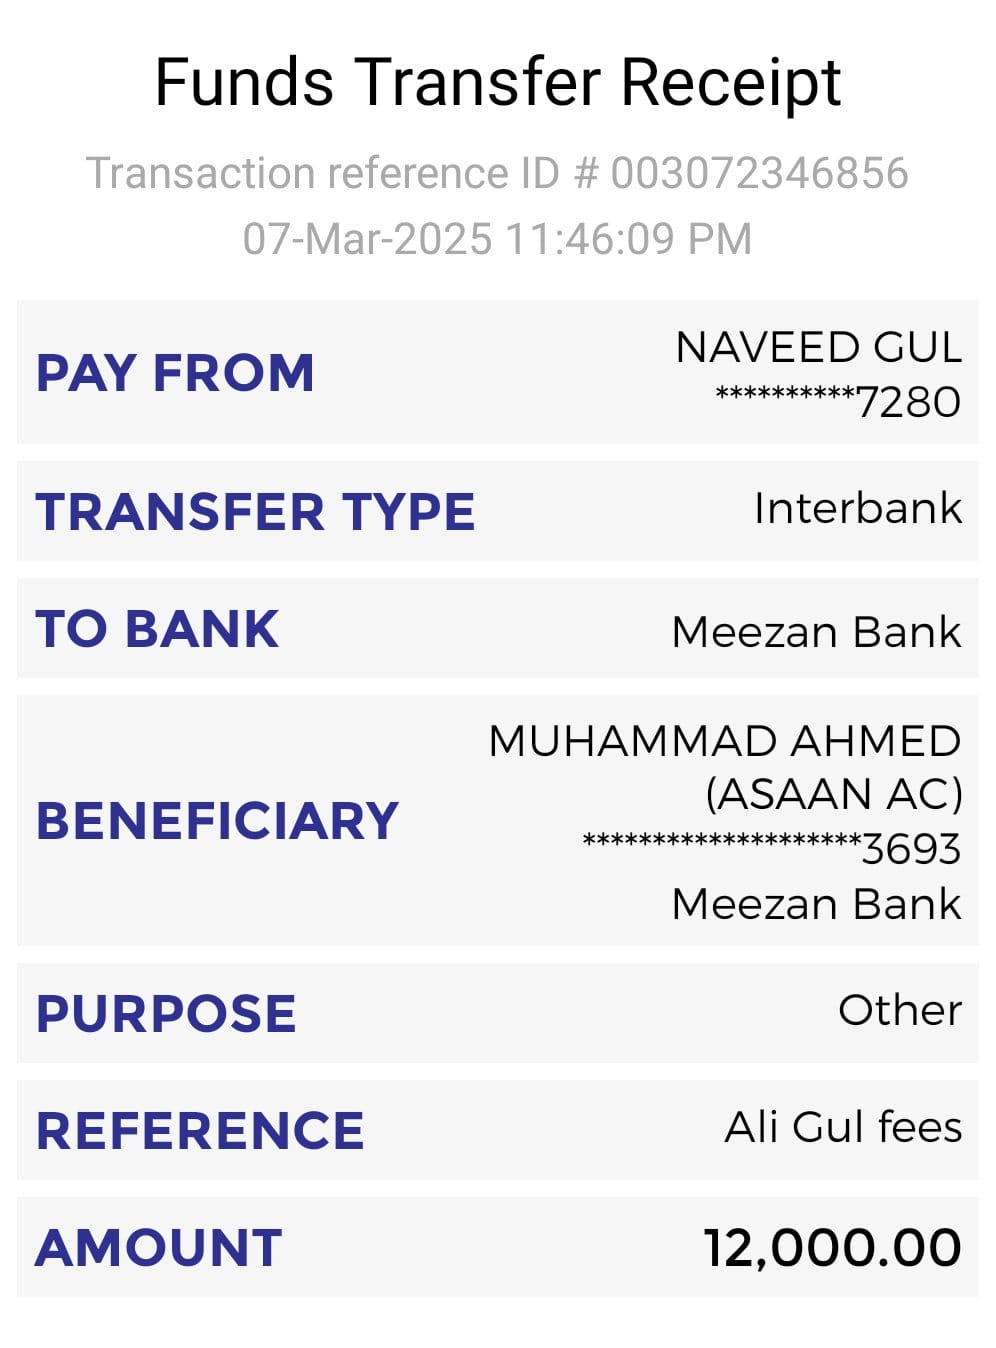 Funds Transfer Receipt
Transaction reference ID # 003072346856
07-Mar-2025 11:46:09 PM
PAY FROM
NAVEED GUL
**********7280
TRANSFER TYPE
Interbank
TO BANK
Meezan Bank
BENEFICIARY
MUHAMMAD AHMED
(ASAAN AC)
********************3693
Meezan Bank
PURPOSE
Other
REFERENCE
Ali Gul fees
AMOUNT
12,000.00